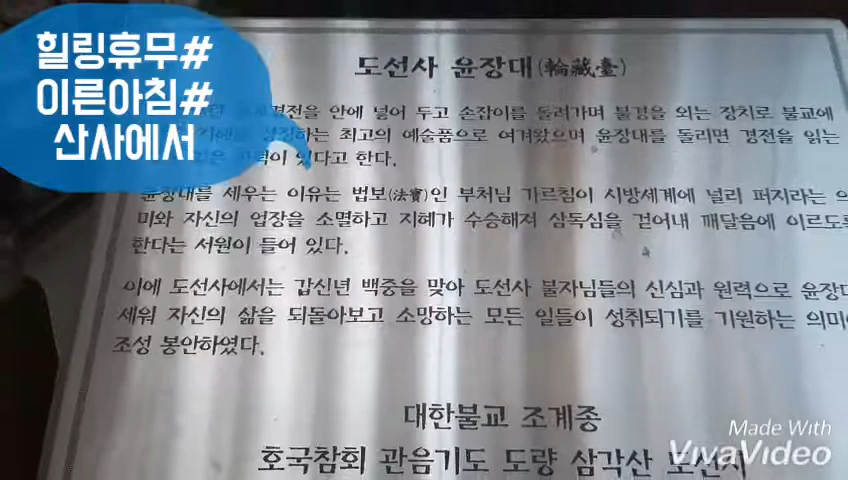 힐링휴무#
이른아침#
산사에서
도선사 윤장대(輪藏臺)
경전을 안에 넣어 두고 손잡이를 돌려가며 불경을 외는 장치로 불교에
하는 최고의 예술품으로 여겨왔으며 윤장대를 돌리면 경전을 읽는
있다고 한다.
윤장대를 세우는 이유는 법보(法寶)인 부처님 가르침이 시방세계에 널리 퍼지라는 의
미와 자신의 업장을 소멸하고 지혜가 수승해져 삼독심을 걷어내 깨달음에 이르도록
한다는 서원이 들어 있다.
이에 도선사에서는 갑신년 백중을 맞아 도선사 불자님들의 신심과 원력으로 윤장대
세워 자신의 삶을 되돌아보고 소망하는 모든 일들이 성취되기를 기원하는 의미에
조성 봉안하였다.
대한불교 조계종
호국참회 관음기도 도량 삼각산 도선사
Made With
VivaVideo